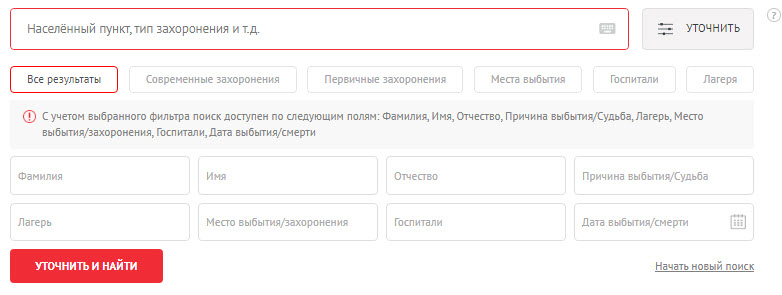 Населённый пункт, тип захоронения и т.д.
УТОЧНИТЬ
?
Все результаты
Современные захоронения
Первичные захоронения
Места выбытия
Госпитали
Лагеря
С учетом выбранного фильтра поиск доступен по следующим полям: Фамилия, Имя, Отчество, Причина выбытия/Судьба, Лагерь, Место
выбытия/захоронения, Госпитали, Дата выбытия/смерти
Фамилия
Имя
Отчество
Причина выбытия/Судьба
Лагерь
Место выбытия/захоронения
Госпитали
Дата выбытия/смерти
УТОЧНИТЬ И НАЙТИ
Начать новый поиск